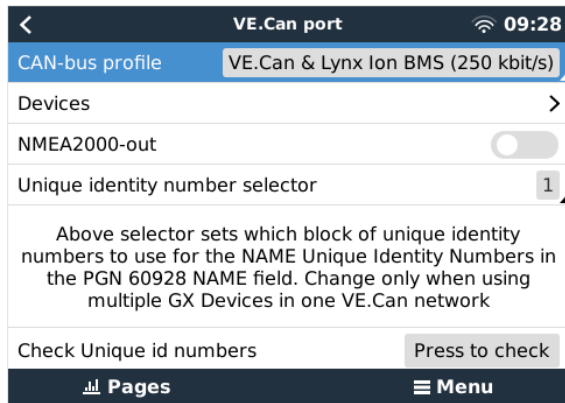 VE.Can port 09:28
CAN-bus profile VE.Can & Lynx Ion BMS (250 kbit/s)
Devices
NMEA2000-out
Unique identity number selector 1
Above selector sets which block of unique identity
numbers to use for the NAME Unique Identity Numbers in
the PGN 60928 NAME field. Change only when using
multiple GX Devices in one VE.Can network
Check Unique id numbers Press to check
Pages Menu